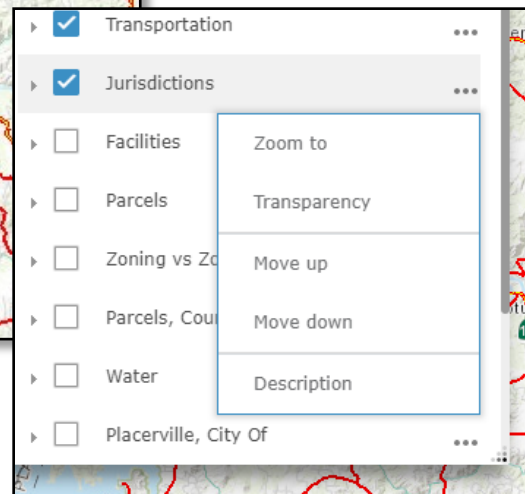 Transportation
Jurisdictions
Facilities
Zoom to
Parcels
Transparency
Zoning vs Zo
Move up
Parcels, Cou
Move down
Water
Description
Placerville, City Of